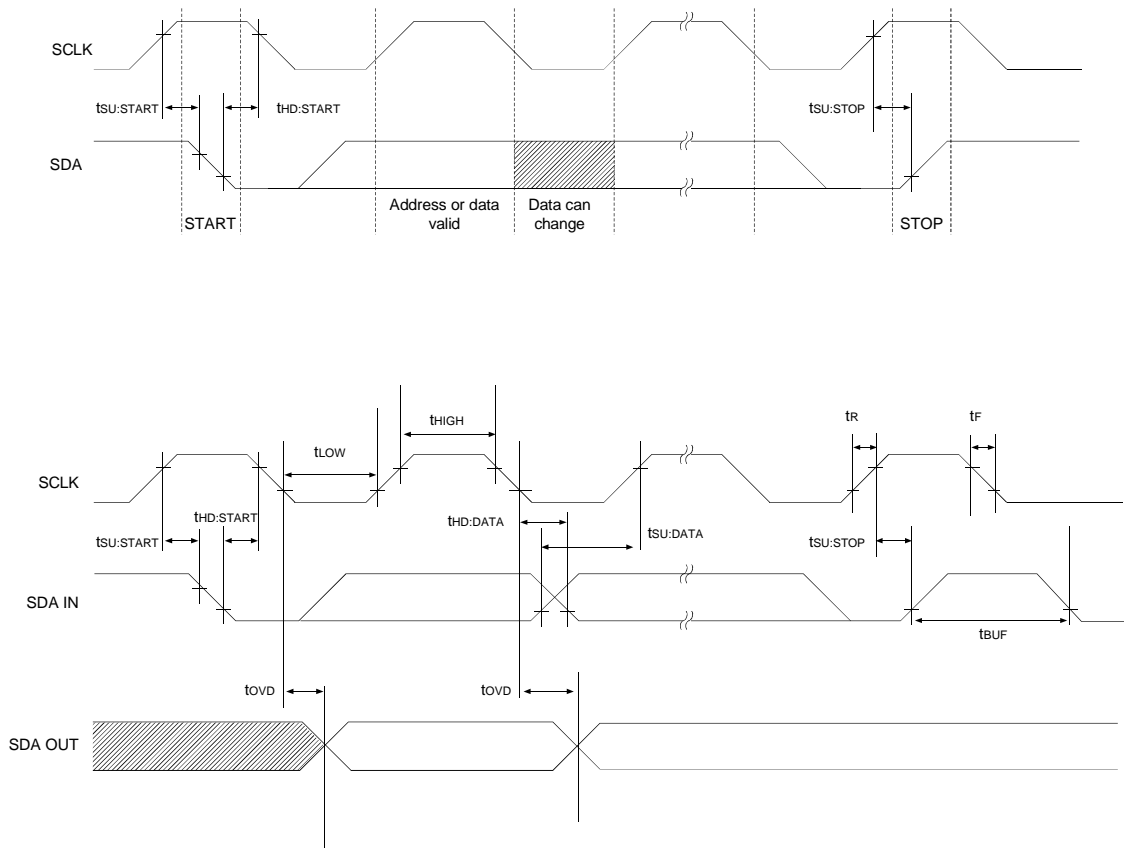 SCLK
tSU:START
tHD:START
tSU:STOP
SDA
START
Address or data
valid
Data can
change
STOP
tHIGH
tR
tF
tLOW
SCLK
tHD:START
tHD:DATA
tSU:START
tSU:DATA
tSU:STOP
SDA IN
tBUF
tOVD
tOVD
SDA OUT